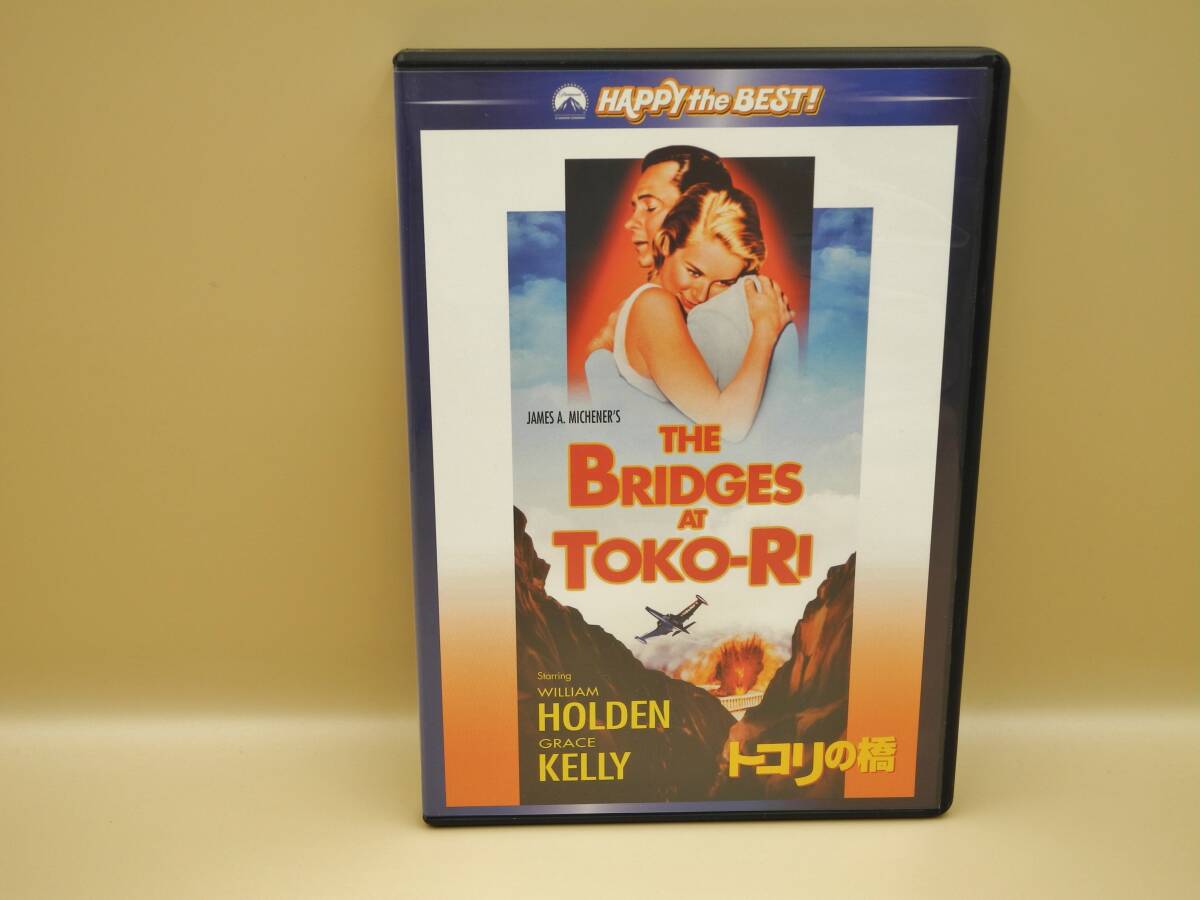 Paramount
HAPPY the BEST!
JAMES A. MICHENER'S
THE
BRIDGES
AT
TOKO-RI
Starring
WILLIAM
HOLDEN
GRACE
KELLY
トコリの橋